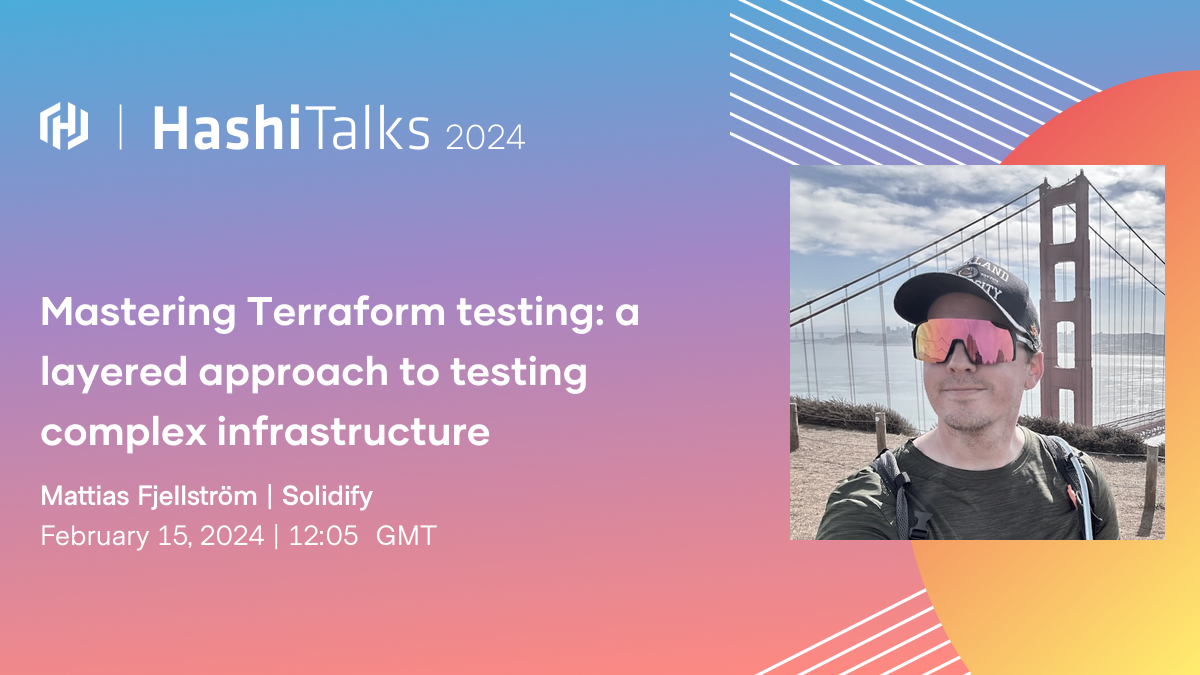 HashiTalks 2024
Mastering Terraform testing: a
layered approach to testing
complex infrastructure
Mattias Fjellström | Solidify
February 15, 2024 | 12:05 GMT